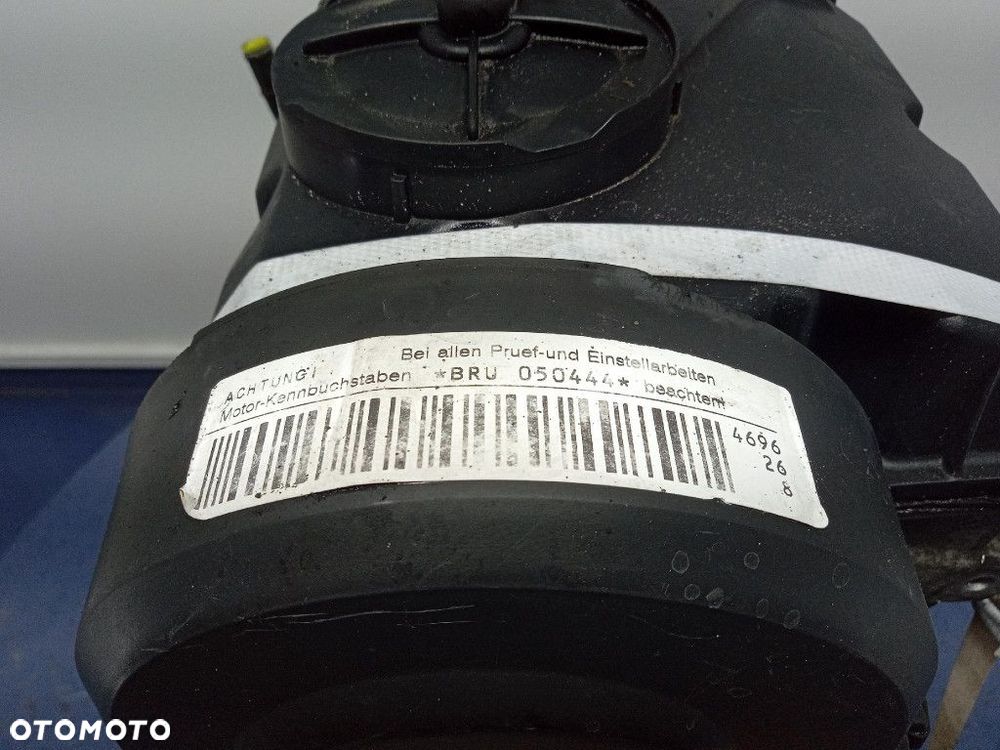 ACHTUNG! Bei allen Pruef-und Einstellarbeiten
Motor-Kennbuchstaben *BRU 050444* beachten!
4696
26
8
OTOMOTO